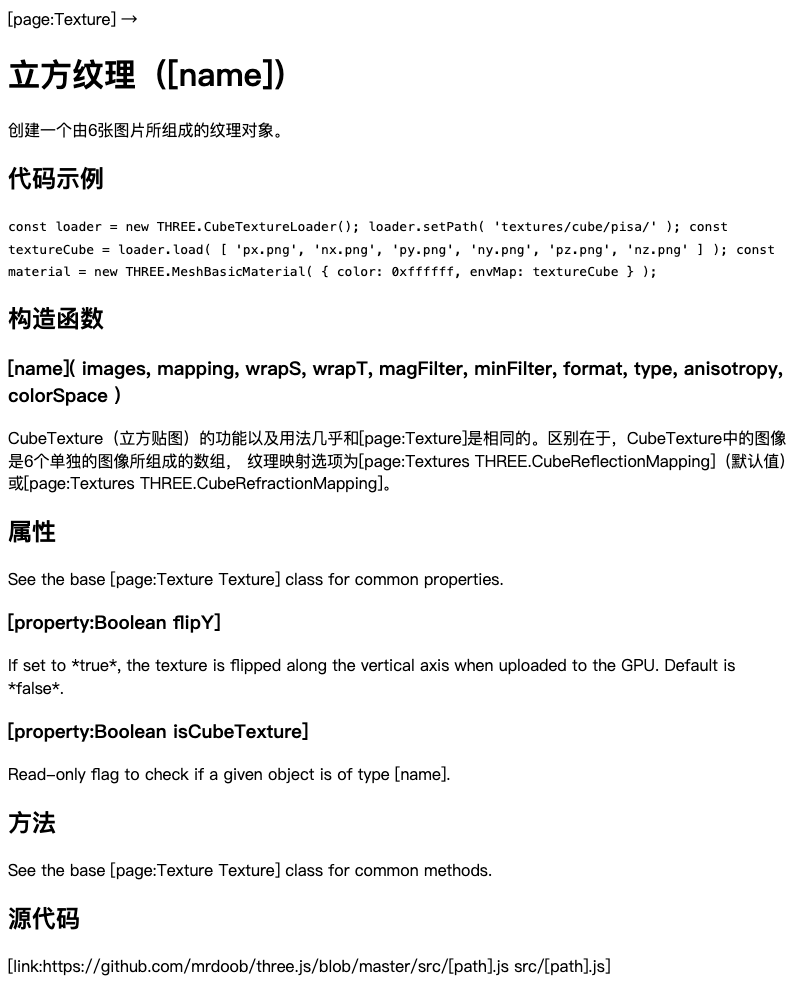 [page:Texture] →
立方纹理（[name]）
创建一个由6张图片所组成的纹理对象。
代码示例
const loader = new THREE.CubeTextureLoader(); loader.setPath( 'textures/cube/pisa/' ); const
textureCube = loader.load( [ 'px.png', 'nx.png', 'py.png', 'ny.png', 'pz.png', 'nz.png' ] ); const
material = new THREE.MeshBasicMaterial( { color: 0xffffff, envMap: textureCube } );
构造函数
[name]( images, mapping, wrapS, wrapT, magFilter, minFilter, format, type, anisotropy,
colorSpace )
CubeTexture（立方贴图）的功能以及用法几乎和[page:Texture]是相同的。区别在于，CubeTexture中的图像
是6个单独的图像所组成的数组， 纹理映射选项为[page:Textures THREE.CubeReflectionMapping]（默认值）
或[page:Textures THREE.CubeRefractionMapping]。
属性
See the base [page:Texture Texture] class for common properties.
[property:Boolean flipY]
If set to *true*, the texture is flipped along the vertical axis when uploaded to the GPU. Default is
*false*.
[property:Boolean isCubeTexture]
Read-only flag to check if a given object is of type [name].
方法
See the base [page:Texture Texture] class for common methods.
源代码
[link:https://github.com/mrdoob/three.js/blob/master/src/[path].js src/[path].js]